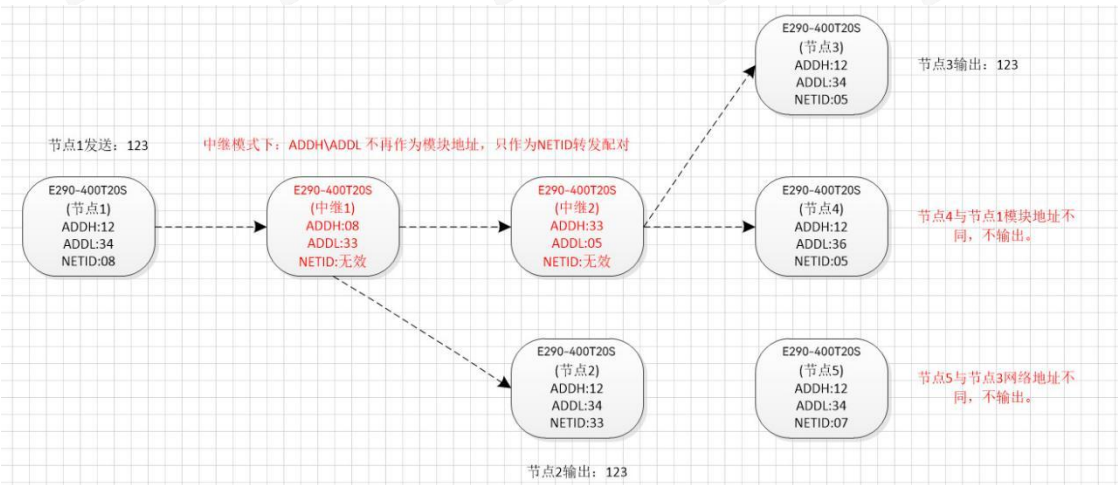 E290-400T20S
(节点3)
ADDH:12
ADDL:34
NETID:05
节点3输出：123
节点1发送：123
中继模式下：ADDH\ADDL 不再作为模块地址，只作为NETID转发配对
E290-400T20S
(节点1)
ADDH:12
ADDL:34
NETID:08
E290-400T20S
(中继1)
ADDH:08
ADDL:33
NETID:无效
E290-400T20S
(中继2)
ADDH:33
ADDL:05
NETID:无效
E290-400T20S
(节点4)
ADDH:12
ADDL:36
NETID:05
节点4与节点1模块地址不
同，不输出。
E290-400T20S
(节点2)
ADDH:12
ADDL:34
NETID:33
E290-400T20S
(节点5)
ADDH:12
ADDL:34
NETID:07
节点5与节点3网络地址不
同，不输出。
节点2输出：123